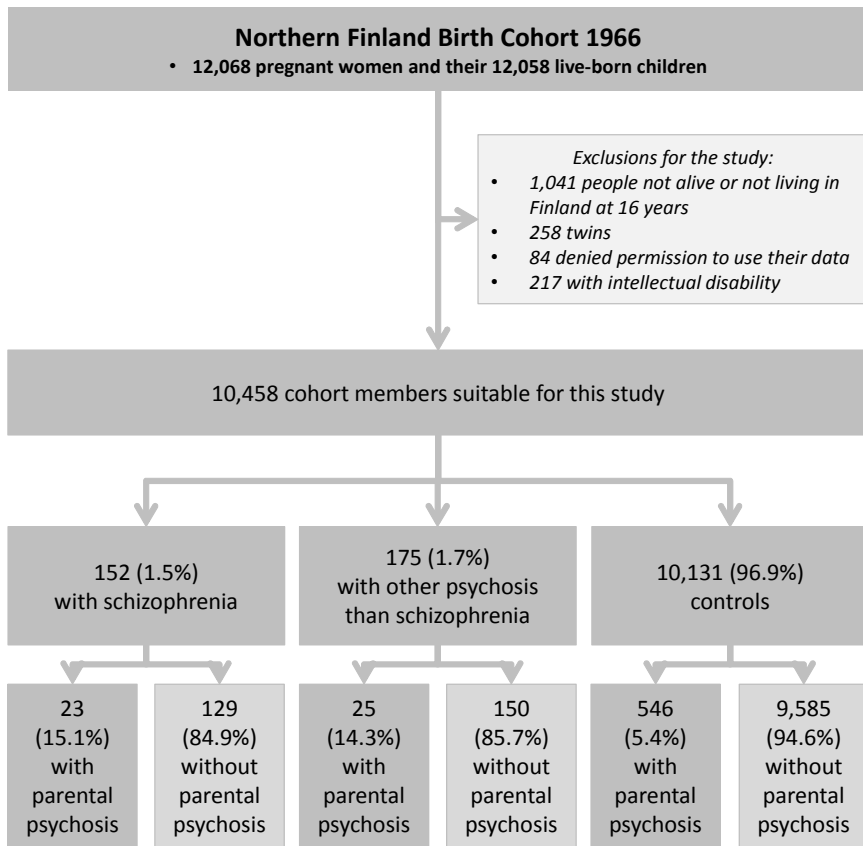 Northern Finland Birth Cohort 1966
• 12,068 pregnant women and their 12,058 live-born children
Exclusions for the study:
• 1,041 people not alive or not living in
Finland at 16 years
• 258 twins
• 84 denied permission to use their data
• 217 with intellectual disability
10,458 cohort members suitable for this study
152 (1.5%)
with schizophrenia
175 (1.7%)
with other psychosis
than schizophrenia
10,131 (96.9%)
controls
23
(15.1%)
with
parental
psychosis
129
(84.9%)
without
parental
psychosis
25
(14.3%)
with
parental
psychosis
150
(85.7%)
without
parental
psychosis
546
(5.4%)
with
parental
psychosis
9,585
(94.6%)
without
parental
psychosis